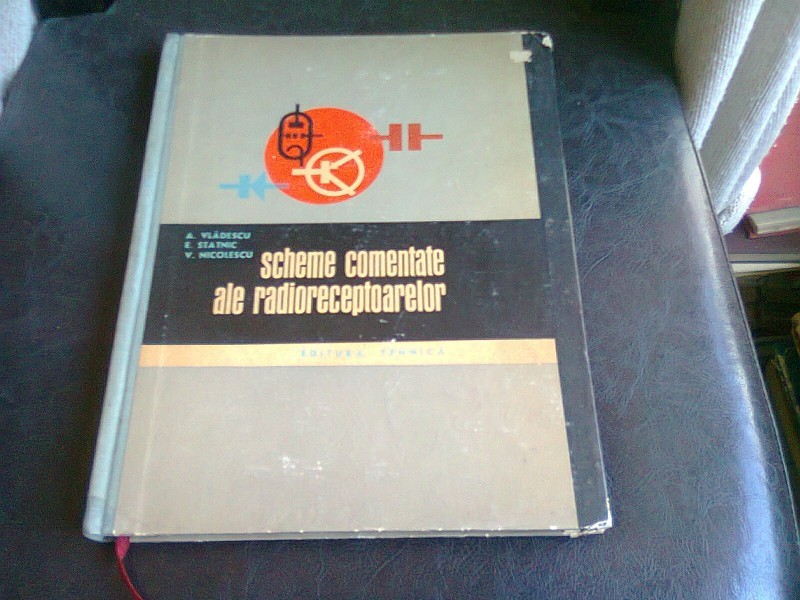 A. VLĂDESCU
E. STATNIC
V. NICOLESCU
scheme comentate
ale radioreceptoarelor
EDITURA TEHNICĂ